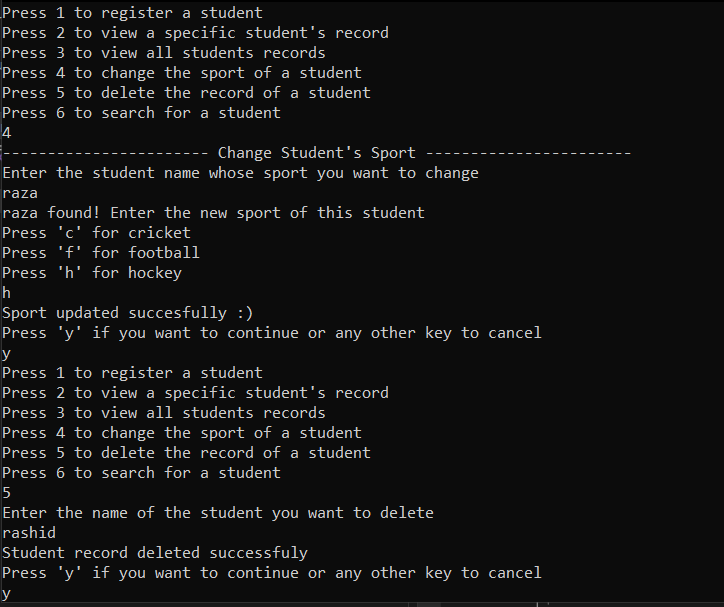 Press 1 to register a student
Press 2 to view a specific student's record
Press 3 to view all students records
Press 4 to change the sport of a student
Press 5 to delete the record of a student
Press 6 to search for a student
4
----------------------- Change Student's Sport -----------------------
Enter the student name whose sport you want to change
raza
raza found! Enter the new sport of this student
Press 'c' for cricket
Press 'f' for football
Press 'h' for hockey
h
Sport updated succesfully :)
Press 'y' if you want to continue or any other key to cancel
y
Press 1 to register a student
Press 2 to view a specific student's record
Press 3 to view all students records
Press 4 to change the sport of a student
Press 5 to delete the record of a student
Press 6 to search for a student
5
Enter the name of the student you want to delete
rashid
Student record deleted successfuly
Press 'y' if you want to continue or any other key to cancel
y